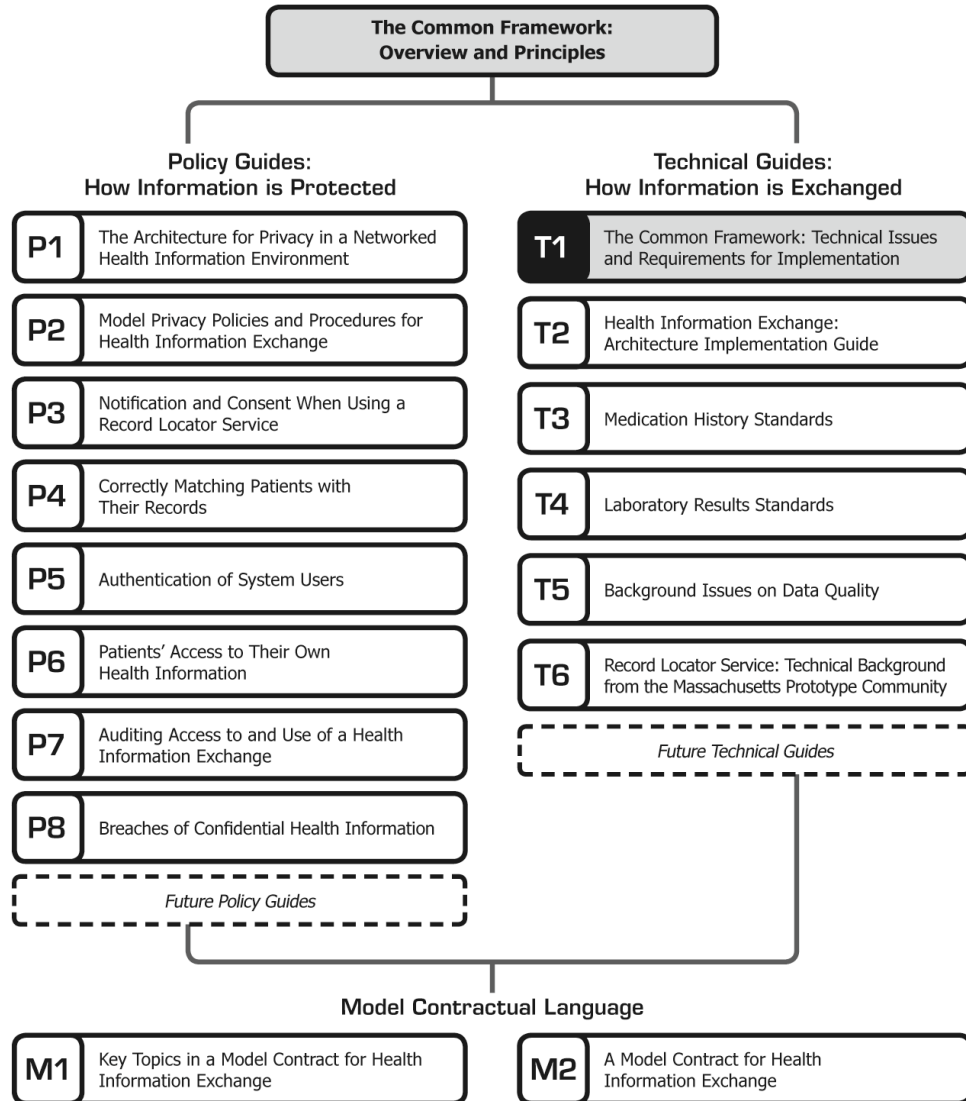 The Common Framework:
Overview and Principles
Policy Guides:
How Information is Protected
P1
The Architecture for Privacy in a Networked
Health Information Environment
P2
Model Privacy Policies and Procedures for
Health Information Exchange
P3
Notification and Consent When Using a
Record Locator Service
P4
Correctly Matching Patients with
Their Records
P5
Authentication of System Users
P6
Patients’ Access to Their Own
Health Information
P7
Auditing Access to and Use of a Health
Information Exchange
P8
Breaches of Confidential Health Information
Future Policy Guides
Technical Guides:
How Information is Exchanged
T1
The Common Framework: Technical Issues
and Requirements for Implementation
T2
Health Information Exchange:
Architecture Implementation Guide
T3
Medication History Standards
T4
Laboratory Results Standards
T5
Background Issues on Data Quality
T6
Record Locator Service: Technical Background
from the Massachusetts Prototype Community
Future Technical Guides
Model Contractual Language
M1
Key Topics in a Model Contract for Health
Information Exchange
M2
A Model Contract for Health
Information Exchange